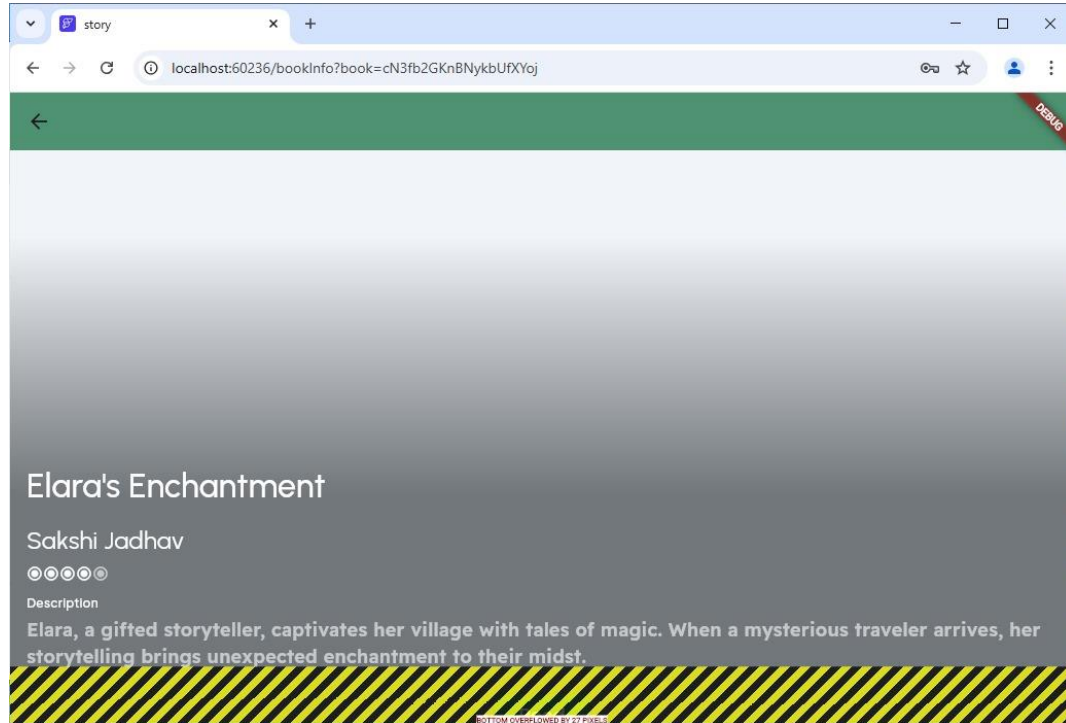 story
localhost:60236/bookInfo?book=cN3fb2GKnBNykbUfXYoj
DEBUG
Elara's Enchantment
Sakshi Jadhav
Description
Elara, a gifted storyteller, captivates her village with tales of magic. When a mysterious traveler arrives, her
storytelling brings unexpected enchantment to their midst.
BOTTOM OVERFLOWED BY 27 PIXELS